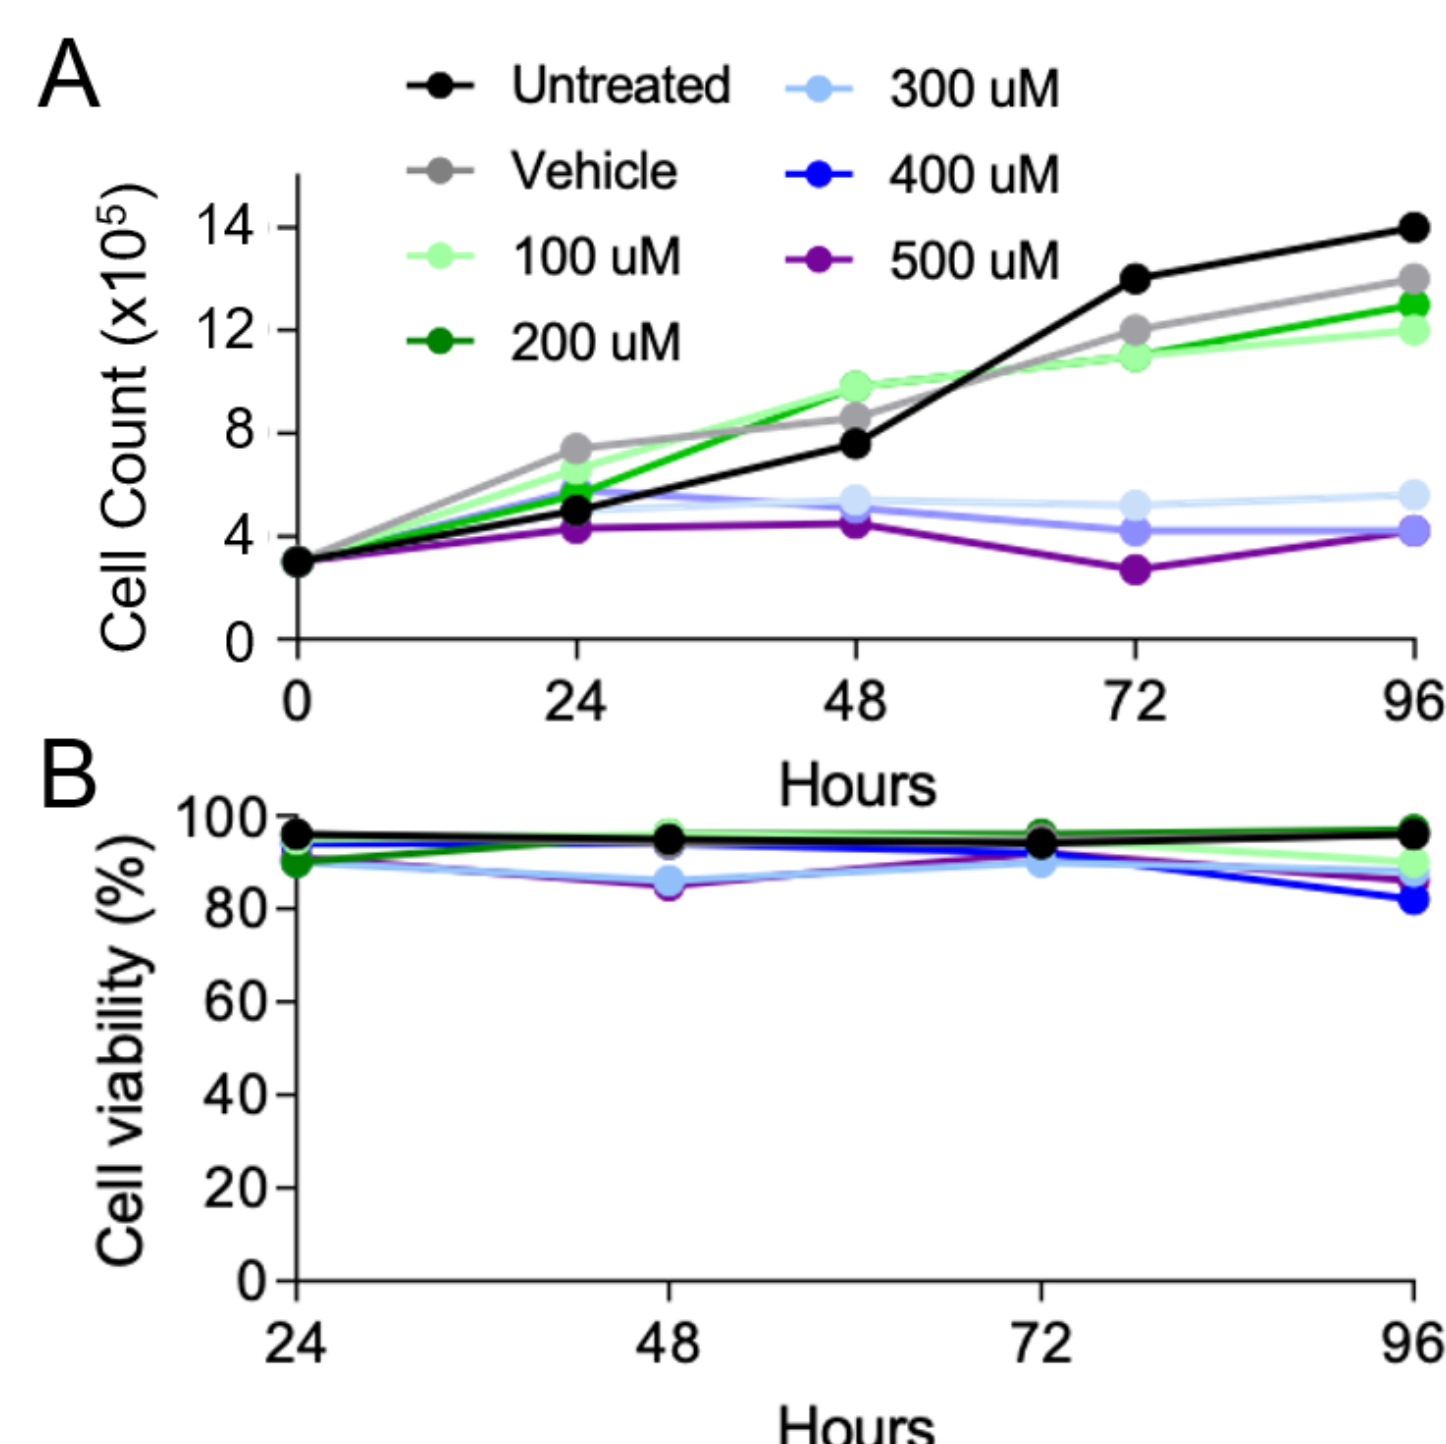 A
Untreated
Vehicle
100 uM
200 uM
300 uM
400 uM
500 uM
Cell Count (x10⁵)
14
12
8
4
0
0 24 48 72 96
Hours
B
Cell viability (%)
100
80
60
40
20
0
24 48 72 96
Hours